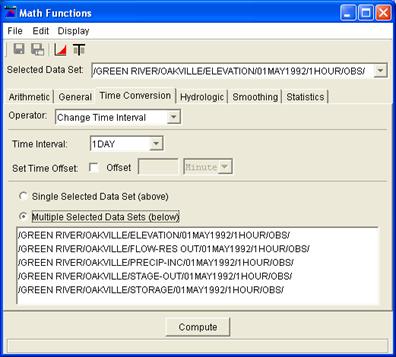 Math Functions
File Edit Display
Selected Data Set: /GREEN RIVER/OAKVILLE/ELEVATION/01MAY1992/1HOUR/OBS/
Arithmetic General Time Conversion Hydrologic Smoothing Statistics
Operator: Change Time Interval
Time Interval: 1DAY
Set Time Offset: Offset Minute
Single Selected Data Set (above)
Multiple Selected Data Sets (below)
/GREEN RIVER/OAKVILLE/ELEVATION/01MAY1992/1HOUR/OBS/
/GREEN RIVER/OAKVILLE/FLOW-RES OUT/01MAY1992/1HOUR/OBS/
/GREEN RIVER/OAKVILLE/PRECIP-INC/01MAY1992/1HOUR/OBS/
/GREEN RIVER/OAKVILLE/STAGE-OUT/01MAY1992/1HOUR/OBS/
/GREEN RIVER/OAKVILLE/STORAGE/01MAY1992/1HOUR/OBS/
Compute